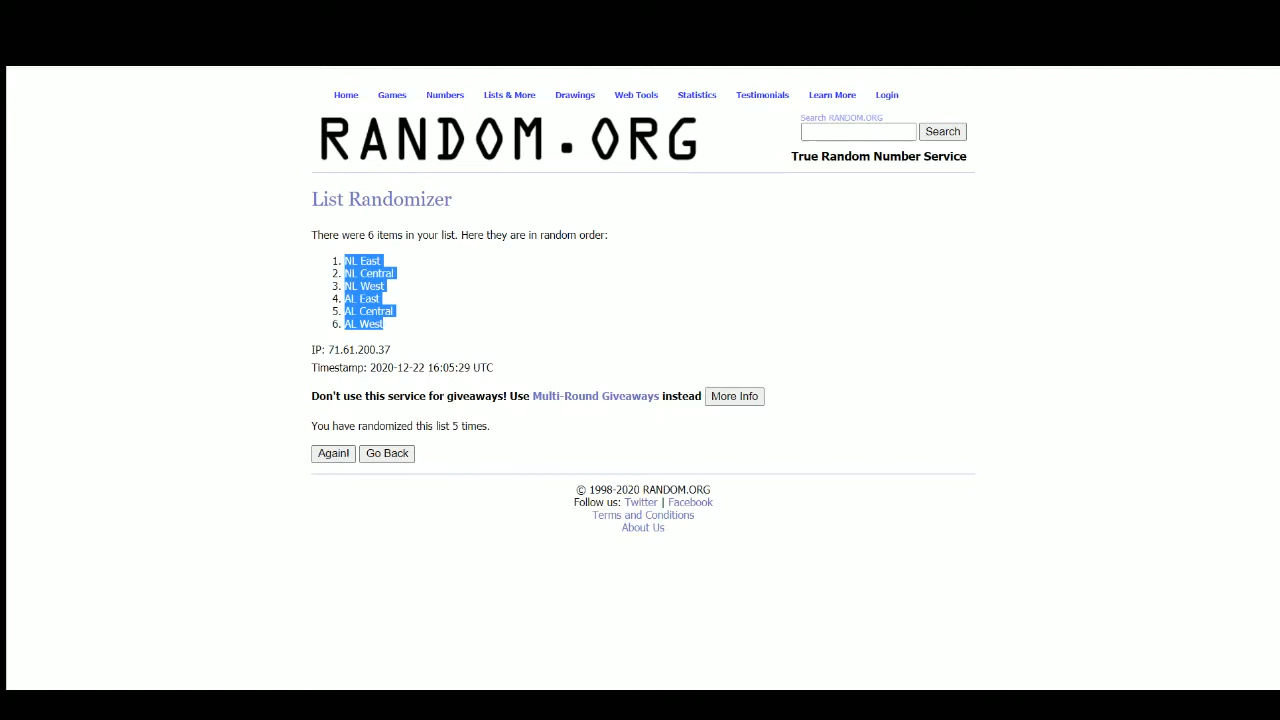 Home Games Numbers Lists & More Drawings Web Tools Statistics Testimonials Learn More Login
RANDOM.ORG
Search RANDOM.ORG
Search
True Random Number Service
List Randomizer
There were 6 items in your list. Here they are in random order:
1. NL East
2. NL Central
3. NL West
4. AL East
5. AL Central
6. AL West
IP: 71.61.200.37
Timestamp: 2020-12-22 16:05:29 UTC
Don't use this service for giveaways! Use Multi-Round Giveaways instead More Info
You have randomized this list 5 times.
Again! Go Back
© 1998-2020 RANDOM.ORG
Follow us: Twitter | Facebook
Terms and Conditions
About Us